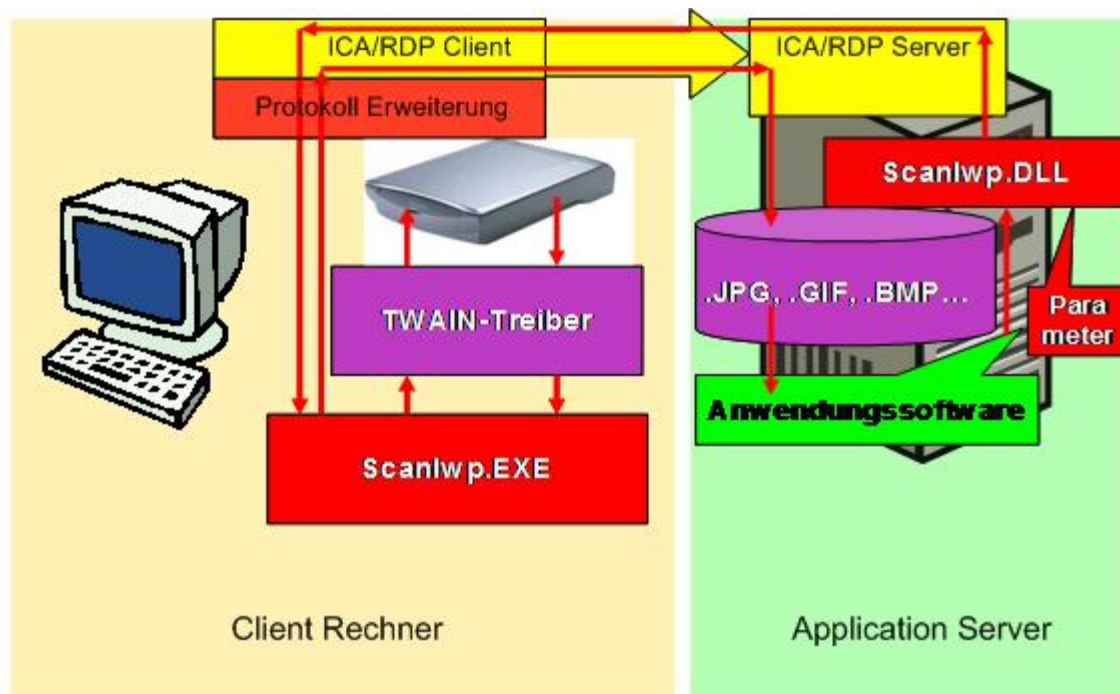 ICA/RDP Client
ICA/RDP Server
Protokoll Erweiterung
Scanlwp.DLL
TWAIN-Treiber
.JPG, .GIF, .BMP...
Para
meter
Anwendungssoftware
Scanlwp.EXE
Client Rechner
Application Server